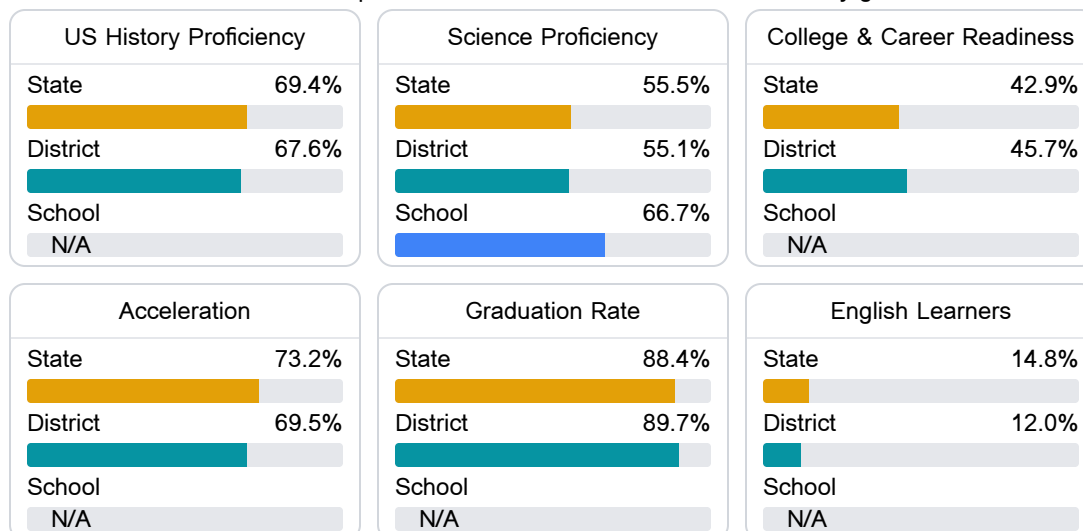 US History Proficiency
State 69.4%
District 67.6%
School
N/A
Science Proficiency
State 55.5%
District 55.1%
School 66.7%
College & Career Readiness
State 42.9%
District 45.7%
School
N/A
Acceleration
State 73.2%
District 69.5%
School
N/A
Graduation Rate
State 88.4%
District 89.7%
School
N/A
English Learners
State 14.8%
District 12.0%
School
N/A